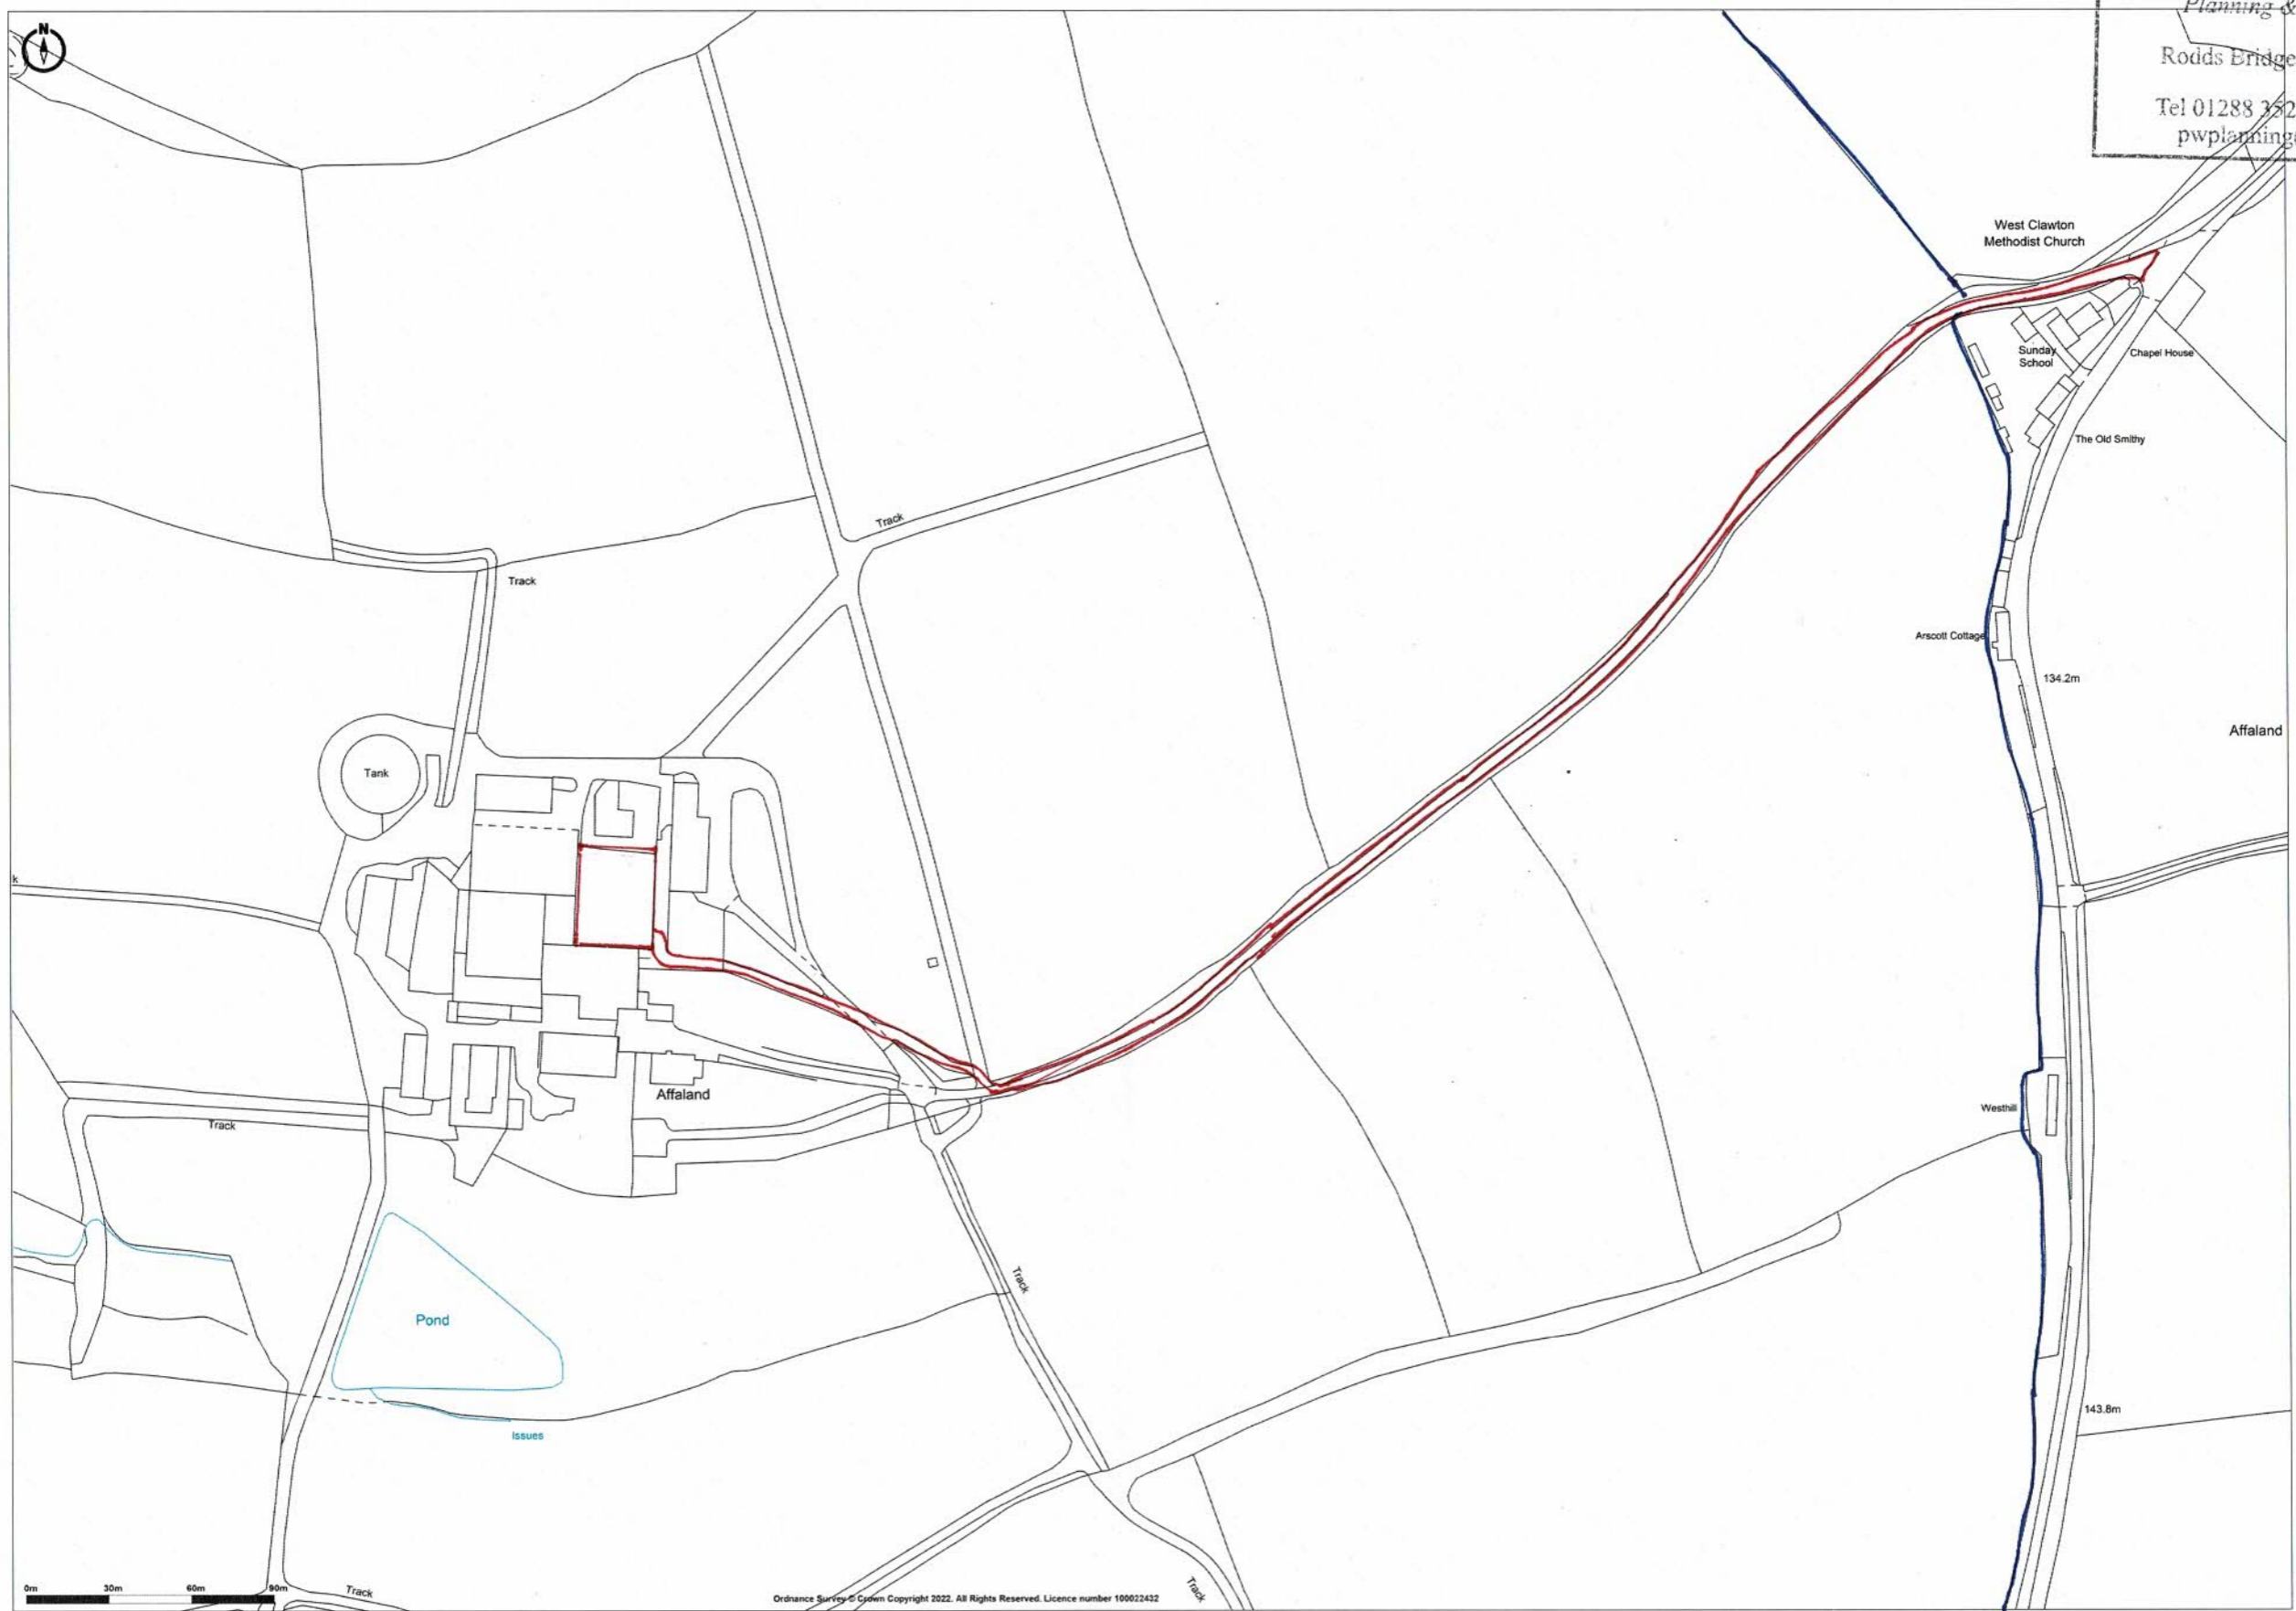 N
Planning &
Rodds Bridge
Tel 01288 352
pwplanning
West Clawton
Methodist Church
Sunday
School
Chapel House
The Old Smithy
Track
Track
Arscott Cottage
134.2m
Affaland
Tank
k
Affaland
Westhill
Track
Track
Pond
Issues
143.8m
0m 30m 60m 90m
Track
Ordnance Survey © Crown Copyright 2022. All Rights Reserved. Licence number 100022432
Track